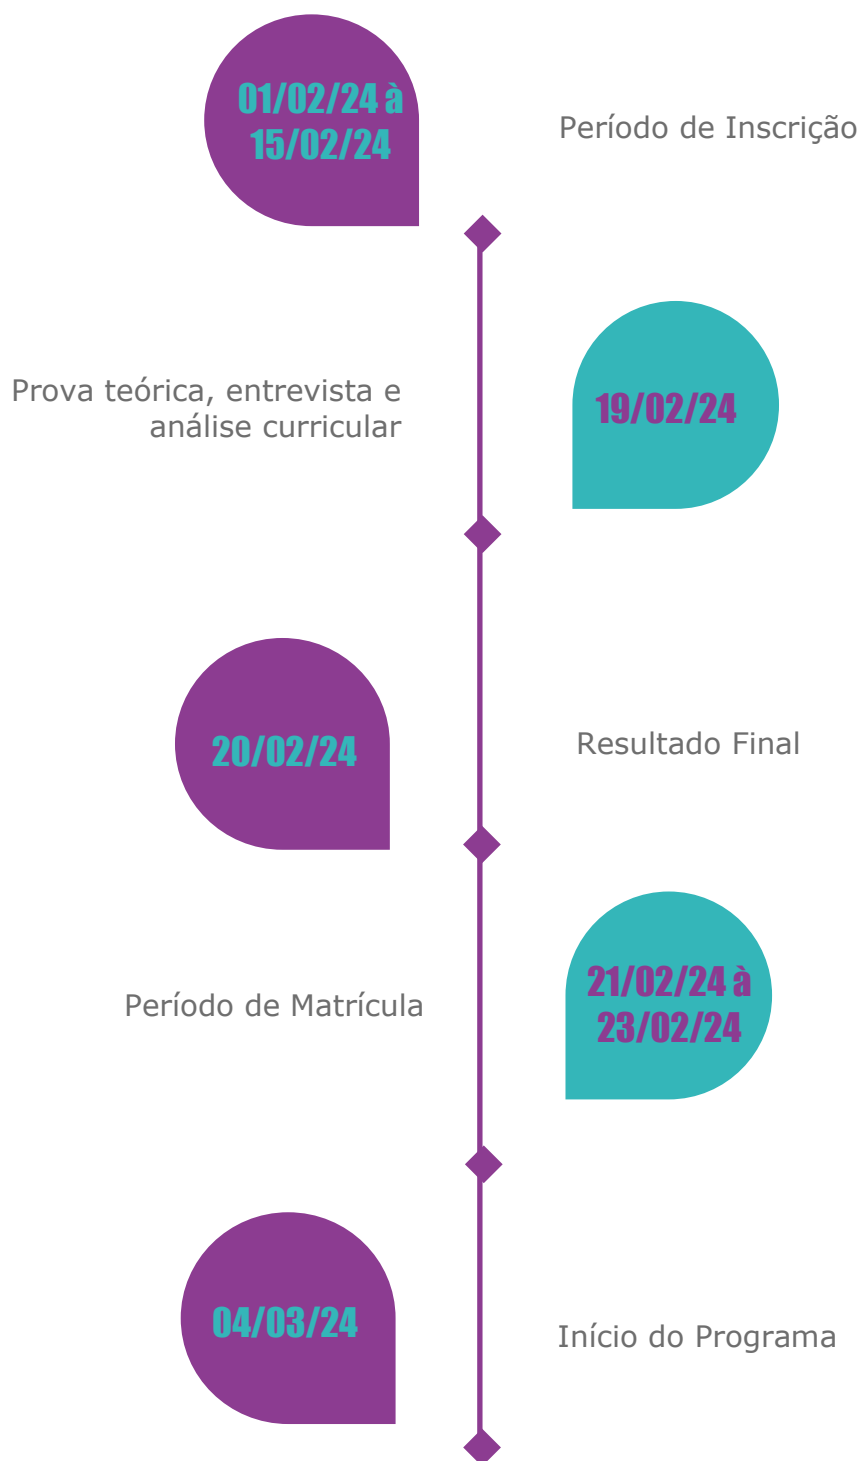 01/02/24 à
15/02/24
Período de Inscrição
Prova teórica, entrevista e
análise curricular
19/02/24
20/02/24
Resultado Final
Período de Matrícula
21/02/24 à
23/02/24
04/03/24
Início do Programa